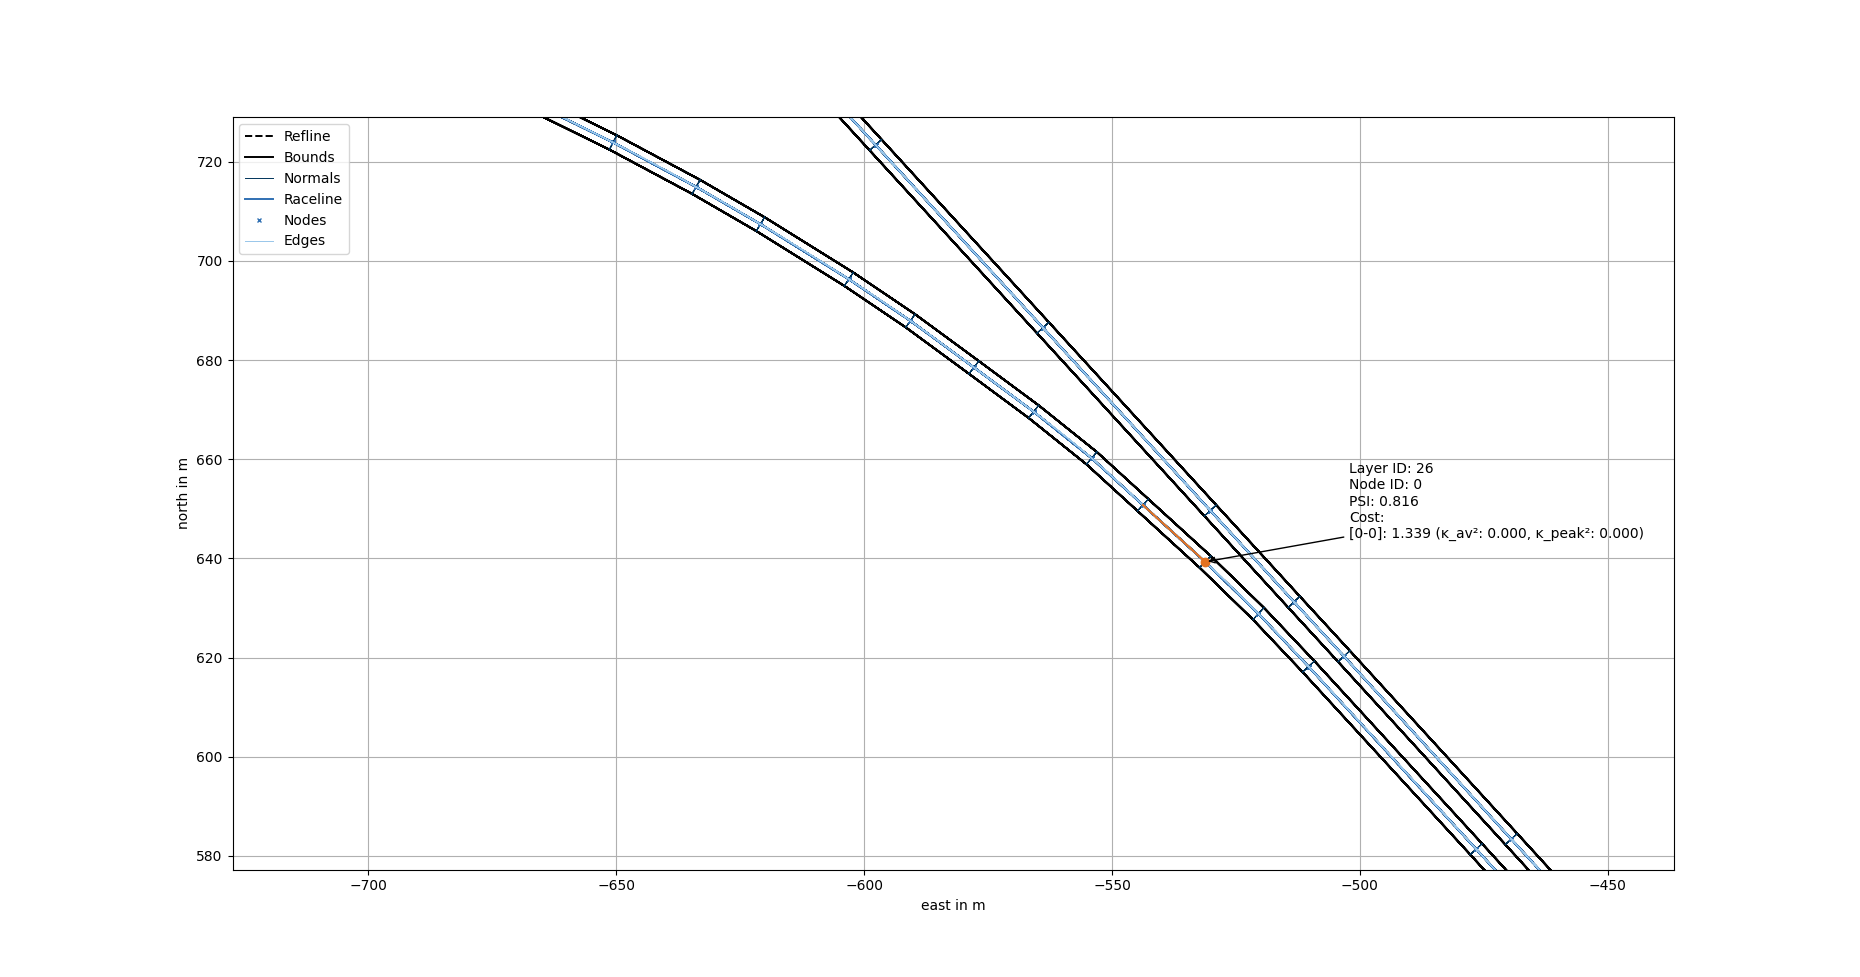 Refline
Bounds
Normals
Raceline
Nodes
Edges
720
700
680
660
640
620
600
580
north in m
Layer ID: 26
Node ID: 0
PSI: 0.816
Cost:
[0-0]: 1.339 (κ_av²: 0.000, κ_peak²: 0.000)
−700
−650
−600
−550
−500
−450
east in m